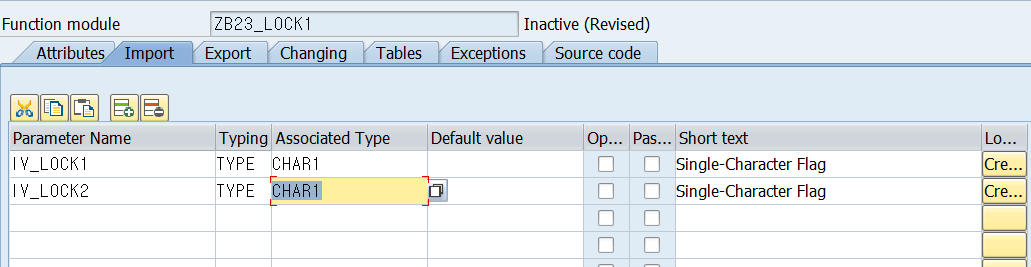 Function module ZB23_LOCK1 Inactive (Revised)
Attributes Import Export Changing Tables Exceptions Source code
Parameter Name Typing Associated Type Default value Op... Pas... Short text Lo...
IV_LOCK1 TYPE CHAR1 Single-Character Flag Cre...
IV_LOCK2 TYPE CHAR1 Single-Character Flag Cre...